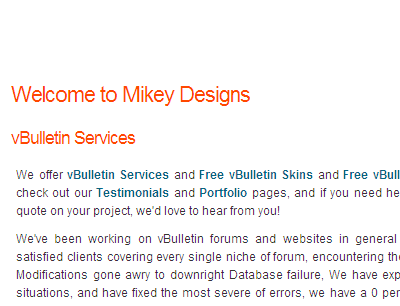 Welcome to Mikey Designs
vBulletin Services
We offer vBulletin Services and Free vBulletin Skins and Free vBull
check out our Testimonials and Portfolio pages, and if you need he
quote on your project, we'd love to hear from you!
We've been working on vBulletin forums and websites in general
satisfied clients covering every single niche of forum, encountering the
Modifications gone awry to downright Database failure, We have exp
situations, and have fixed the most severe of errors, we have a 0 per